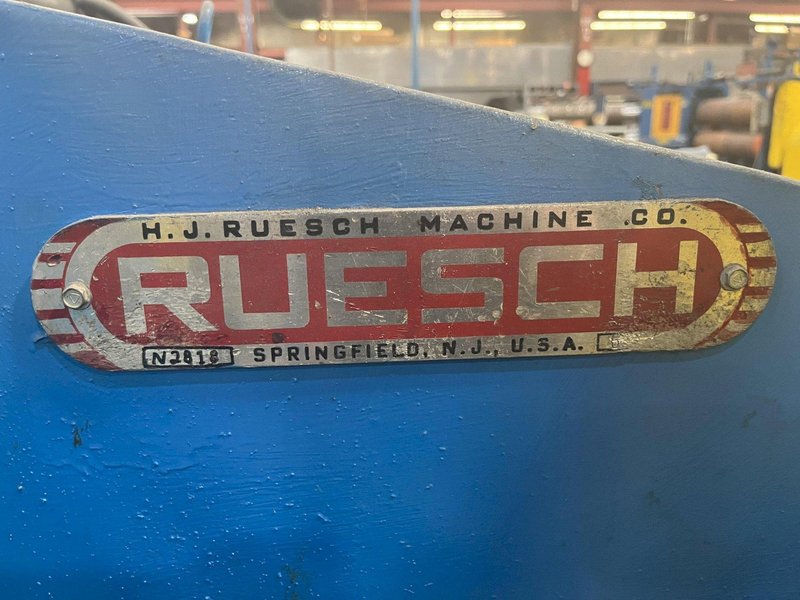 H.J. RUESCH MACHINE CO.
RUESCH
N2818 SPRINGFIELD, N.J., U.S.A.